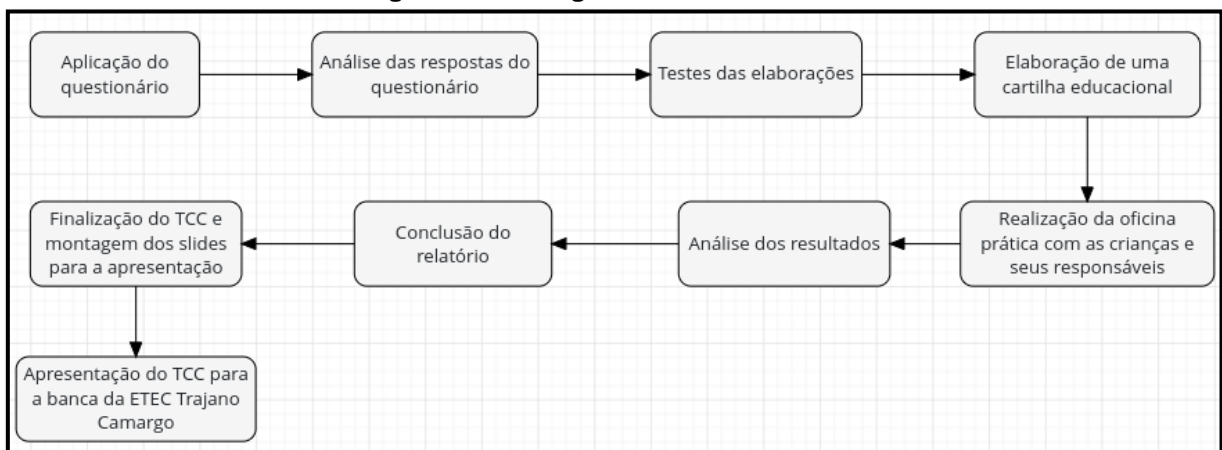 Aplicação do
questionário
Análise das respostas do
questionário
Testes das elaborações
Elaboração de uma
cartilha educacional
Realização da oficina
prática com as crianças e
seus responsáveis
Análise dos resultados
Conclusão do
relatório
Finalização do TCC e
montagem dos slides
para a apresentação
Apresentação do TCC para
a banca da ETEC Trajano
Camargo